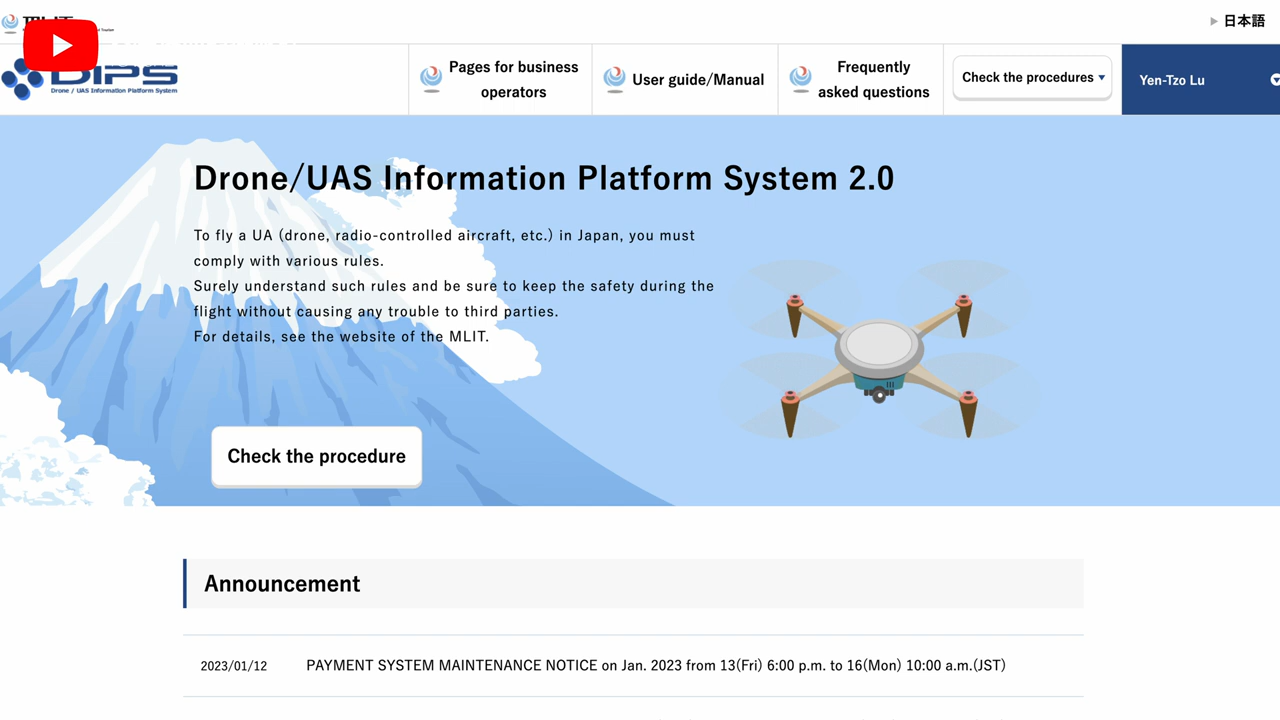 日本語
DIPS
Drone / UAS Information Platform System
Pages for business
operators
User guide/Manual
Frequently
asked questions
Check the procedures
Yen-Tzo Lu
Drone/UAS Information Platform System 2.0
To fly a UA (drone, radio-controlled aircraft, etc.) in Japan, you must
comply with various rules.
Surely understand such rules and be sure to keep the safety during the
flight without causing any trouble to third parties.
For details, see the website of the MLIT.
Check the procedure
Announcement
2023/01/12 PAYMENT SYSTEM MAINTENANCE NOTICE on Jan. 2023 from 13(Fri) 6:00 p.m. to 16(Mon) 10:00 a.m.(JST)